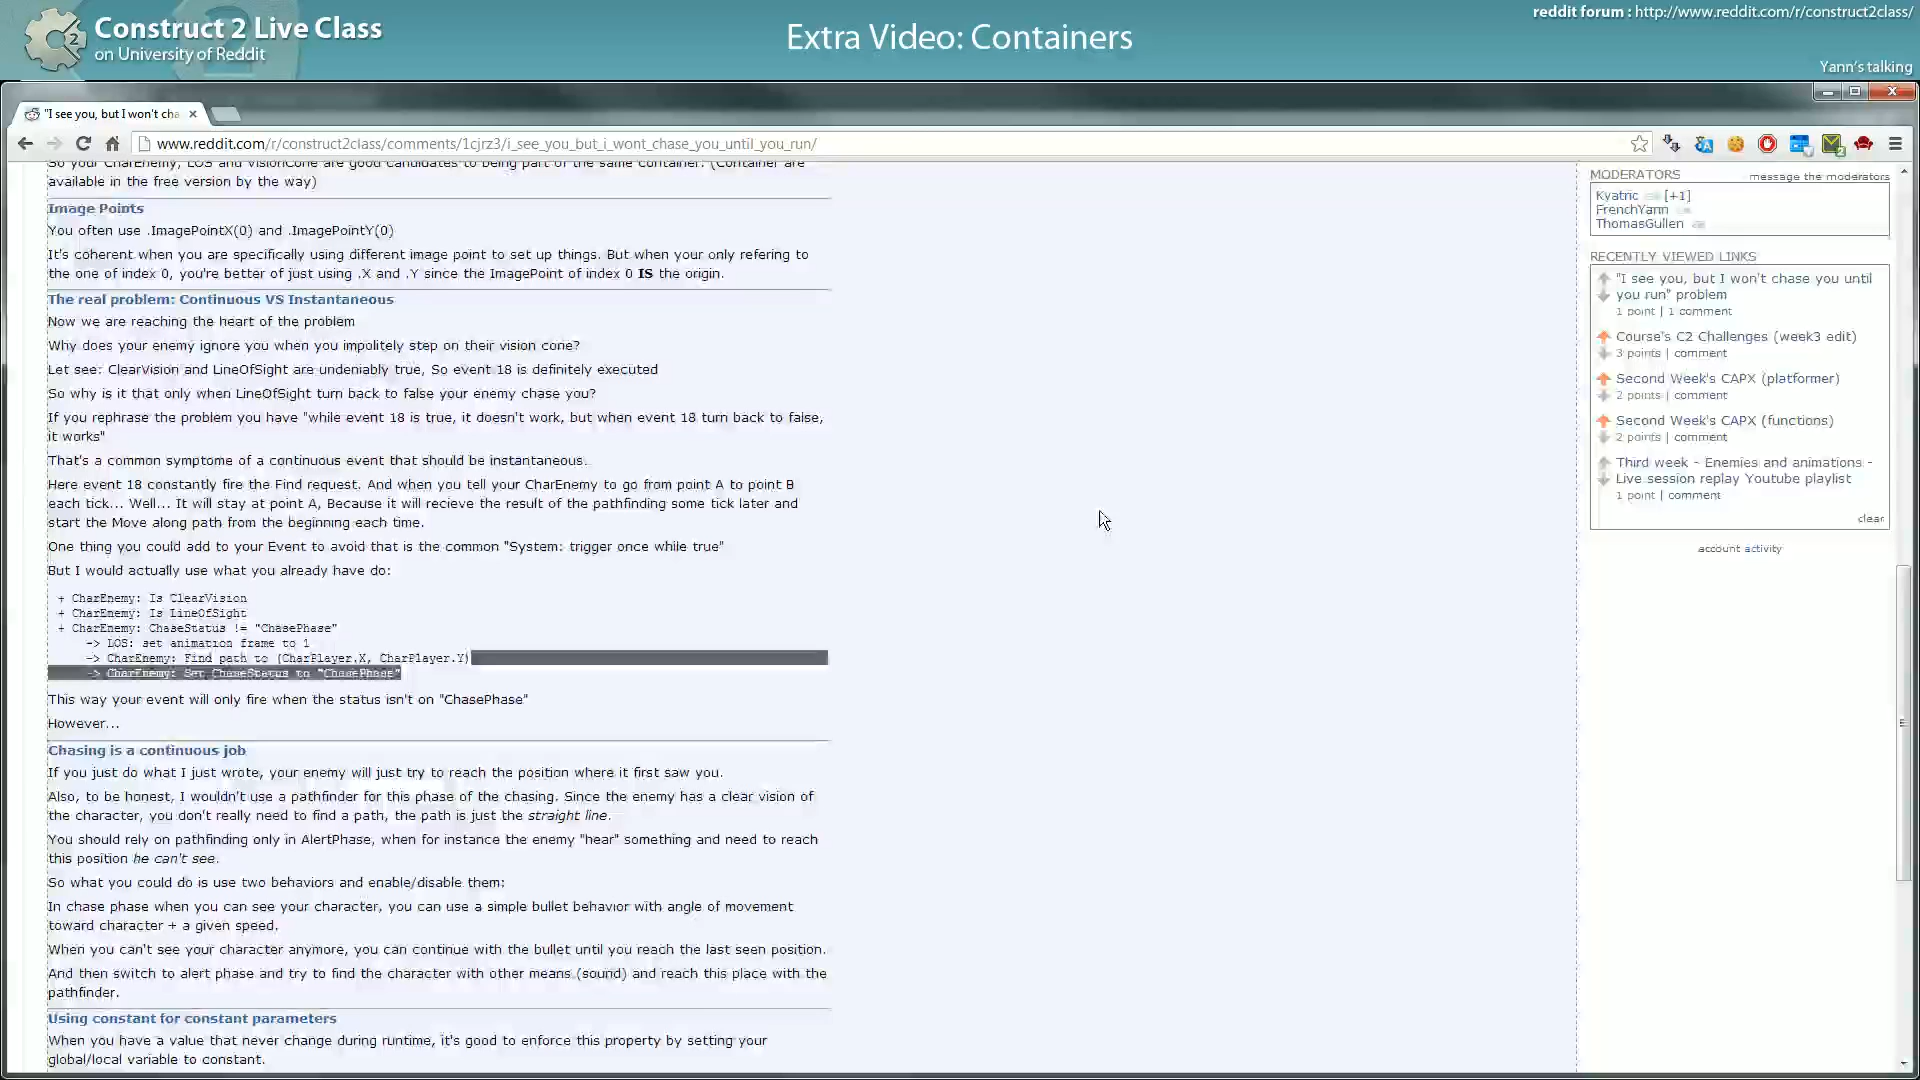 Construct 2 Live Class
on University of Reddit
Extra Video: Containers
reddit forum : http://www.reddit.com/r/construct2class/
Yann's talking
"I see you, but I won't cha
www.reddit.com/r/construct2class/comments/1cjrz3/i_see_you_but_i_wont_chase_you_until_you_run/
So your CharEnemy, LOS and VisionCone are good candidates to being part of the same container. (Container are
available in the free version by the way)
Image Points
You often use .ImagePointX(0) and .ImagePointY(0)
It's coherent when you are specifically using different image point to set up things. But when your only refering to
the one of index 0, you're better of just using .X and .Y since the ImagePoint of index 0 IS the origin.
The real problem: Continuous VS Instantaneous
Now we are reaching the heart of the problem
Why does your enemy ignore you when you impolitely step on their vision cone?
Let see: ClearVision and LineOfSight are undeniably true, So event 18 is definitely executed
So why is it that only when LineOfSight turn back to false your enemy chase you?
If you rephrase the problem you have "while event 18 is true, it doesn't work, but when event 18 turn back to false,
it works"
That's a common symptome of a continuous event that should be instantaneous.
Here event 18 constantly fire the Find request. And when you tell your CharEnemy to go from point A to point B
each tick... Well... It will stay at point A, Because it will recieve the result of the pathfinding some tick later and
start the Move along path from the beginning each time.
One thing you could add to your Event to avoid that is the common "System: trigger once while true"
But I would actually use what you already have do:
+ CharEnemy: Is ClearVision
+ CharEnemy: Is LineOfSight
+ CharEnemy: ChaseStatus != "ChasePhase"
-> LOS: set animation frame to 1
-> CharEnemy: Find path to (CharPlayer.X, CharPlayer.Y)
-> CharEnemy: Set ChaseStatus to "ChasePhase"
This way your event will only fire when the status isn't on "ChasePhase"
However...
Chasing is a continuous job
If you just do what I just wrote, your enemy will just try to reach the position where it first saw you.
Also, to be honest, I wouldn't use a pathfinder for this phase of the chasing. Since the enemy has a clear vision of
the character, you don't really need to find a path, the path is just the straight line.
You should rely on pathfinding only in AlertPhase, when for instance the enemy "hear" something and need to reach
this position he can't see.
So what you could do is use two behaviors and enable/disable them:
In chase phase when you can see your character, you can use a simple bullet behavior with angle of movement
toward character + a given speed.
When you can't see your character anymore, you can continue with the bullet until you reach the last seen position.
And then switch to alert phase and try to find the character with other means (sound) and reach this place with the
pathfinder.
Using constant for constant parameters
When you have a value that never change during runtime, it's good to enforce this property by setting your
global/local variable to constant.
MODERATORS
message the moderators
Kyatric [+1]
FrenchYann
ThomasGullen
RECENTLY VIEWED LINKS
"I see you, but I won't chase you until
you run" problem
1 point | 1 comment
Course's C2 Challenges (week3 edit)
3 points | comment
Second Week's CAPX (platformer)
2 points | comment
Second Week's CAPX (functions)
2 points | comment
Third week - Enemies and animations -
Live session replay Youtube playlist
1 point | comment
clear
account activity